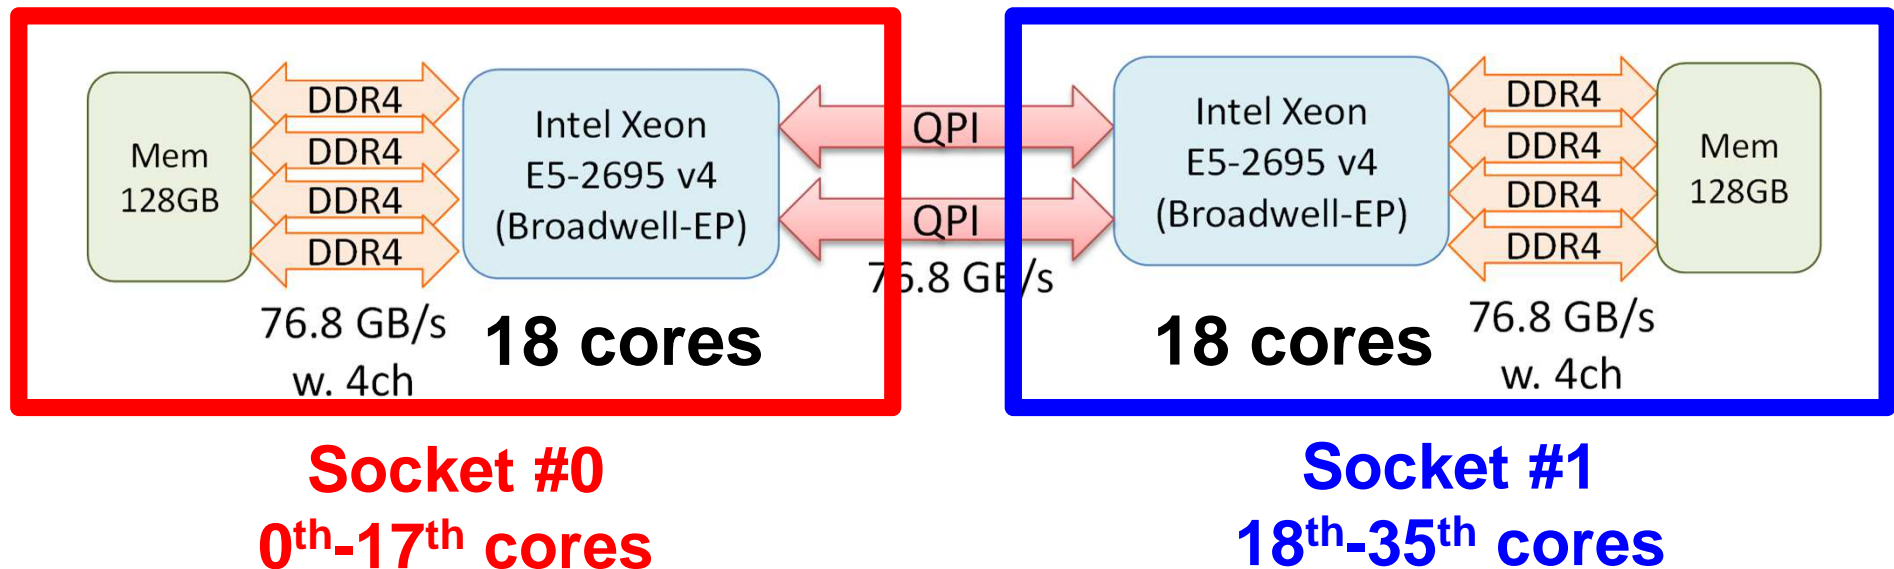 Mem
128GB
DDR4
DDR4
DDR4
DDR4
76.8 GB/s
w. 4ch
Intel Xeon
E5-2695 v4
(Broadwell-EP)
18 cores
QPI
QPI
76.8 GB/s
Intel Xeon
E5-2695 v4
(Broadwell-EP)
18 cores
DDR4
DDR4
DDR4
DDR4
76.8 GB/s
w. 4ch
Mem
128GB
Socket #0
0th-17th cores
Socket #1
18th-35th cores